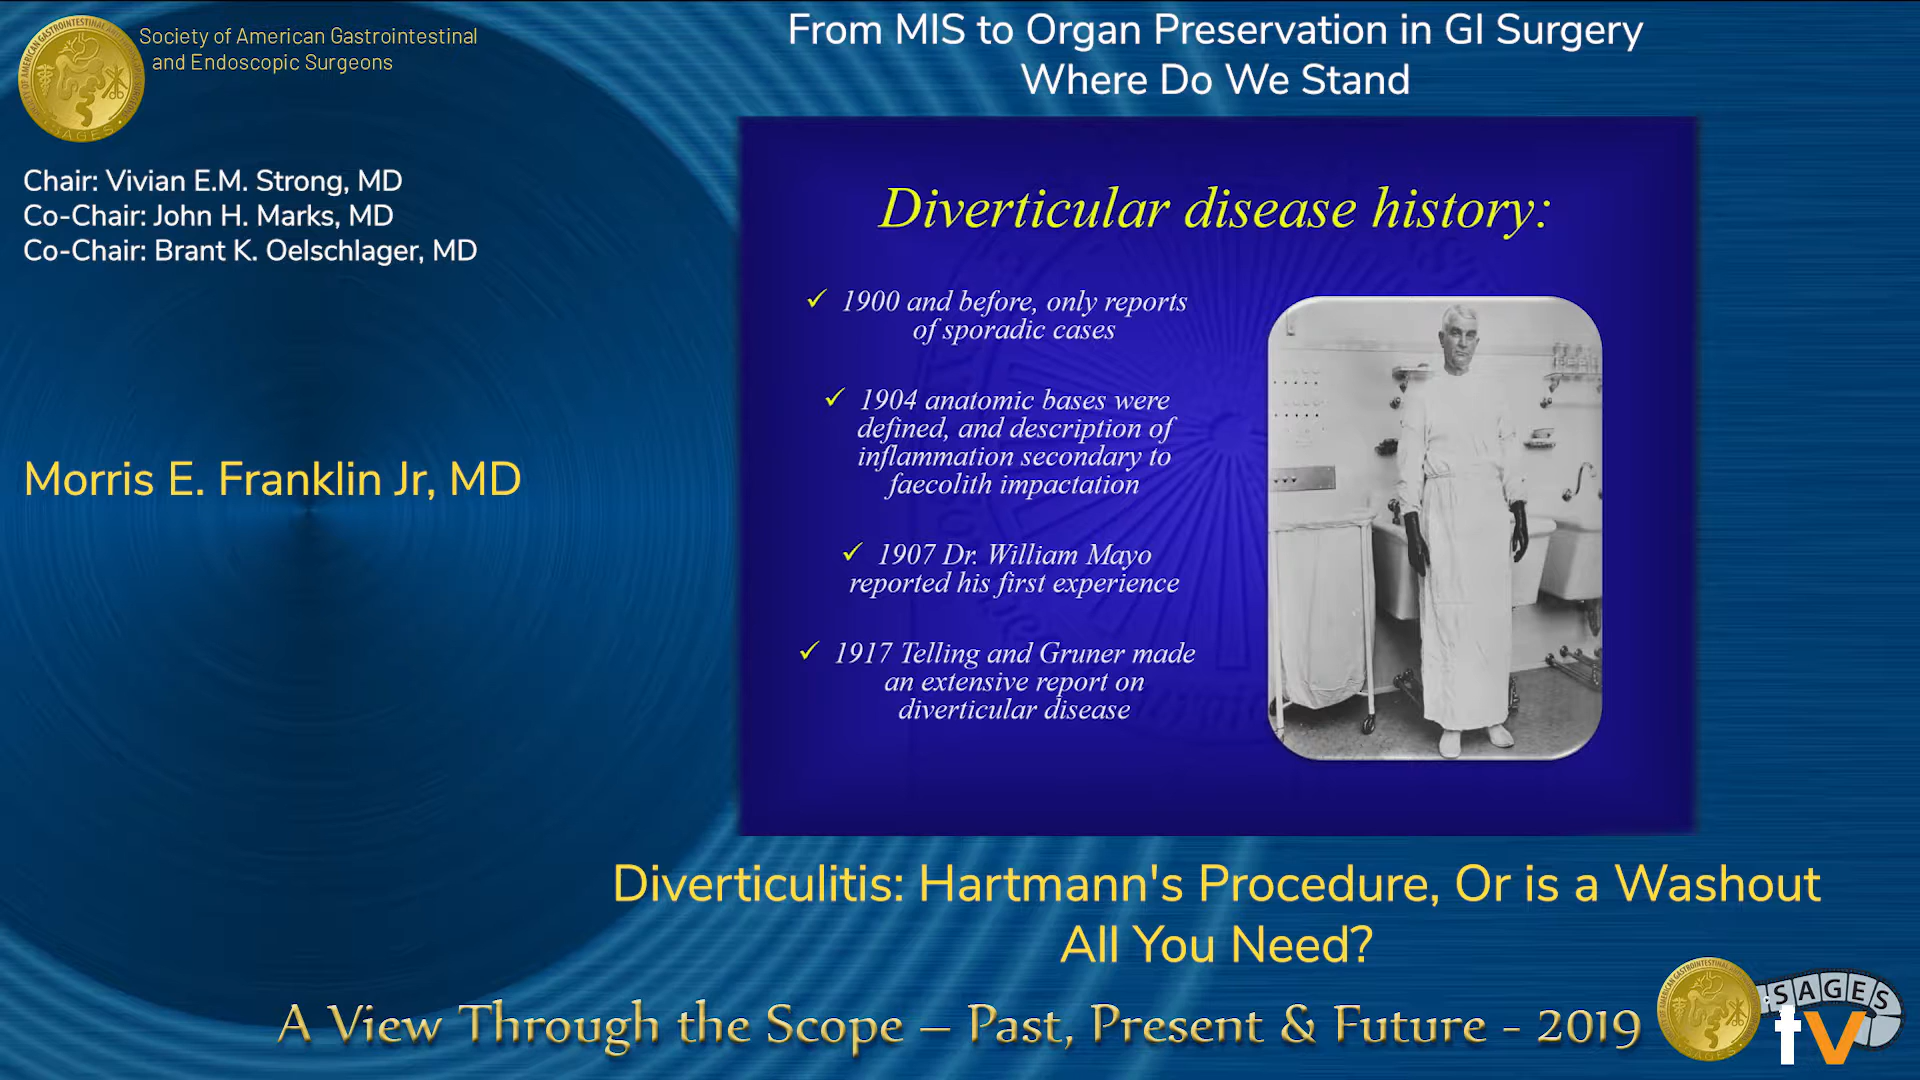 Society of American Gastrointestinal
and Endoscopic Surgeons
SAGES
From MIS to Organ Preservation in GI Surgery
Where Do We Stand
Chair: Vivian E.M. Strong, MD
Co-Chair: John H. Marks, MD
Co-Chair: Brant K. Oelschlager, MD
Morris E. Franklin Jr, MD
Diverticular disease history:
✓ 1900 and before, only reports
of sporadic cases
✓ 1904 anatomic bases were
defined, and description of
inflammation secondary to
faecolith impactation
✓ 1907 Dr. William Mayo
reported his first experience
✓ 1917 Telling and Gruner made
an extensive report on
diverticular disease
Diverticulitis: Hartmann's Procedure, Or is a Washout
All You Need?
A View Through the Scope – Past, Present & Future - 2019
SAGES
tv